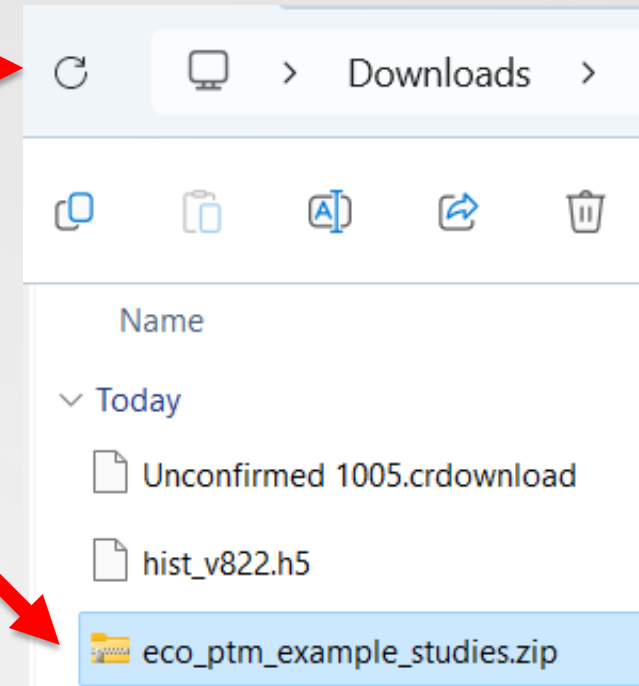 Downloads
Name
Today
Unconfirmed 1005.crdownload
hist_v822.h5
eco_ptm_example_studies.zip